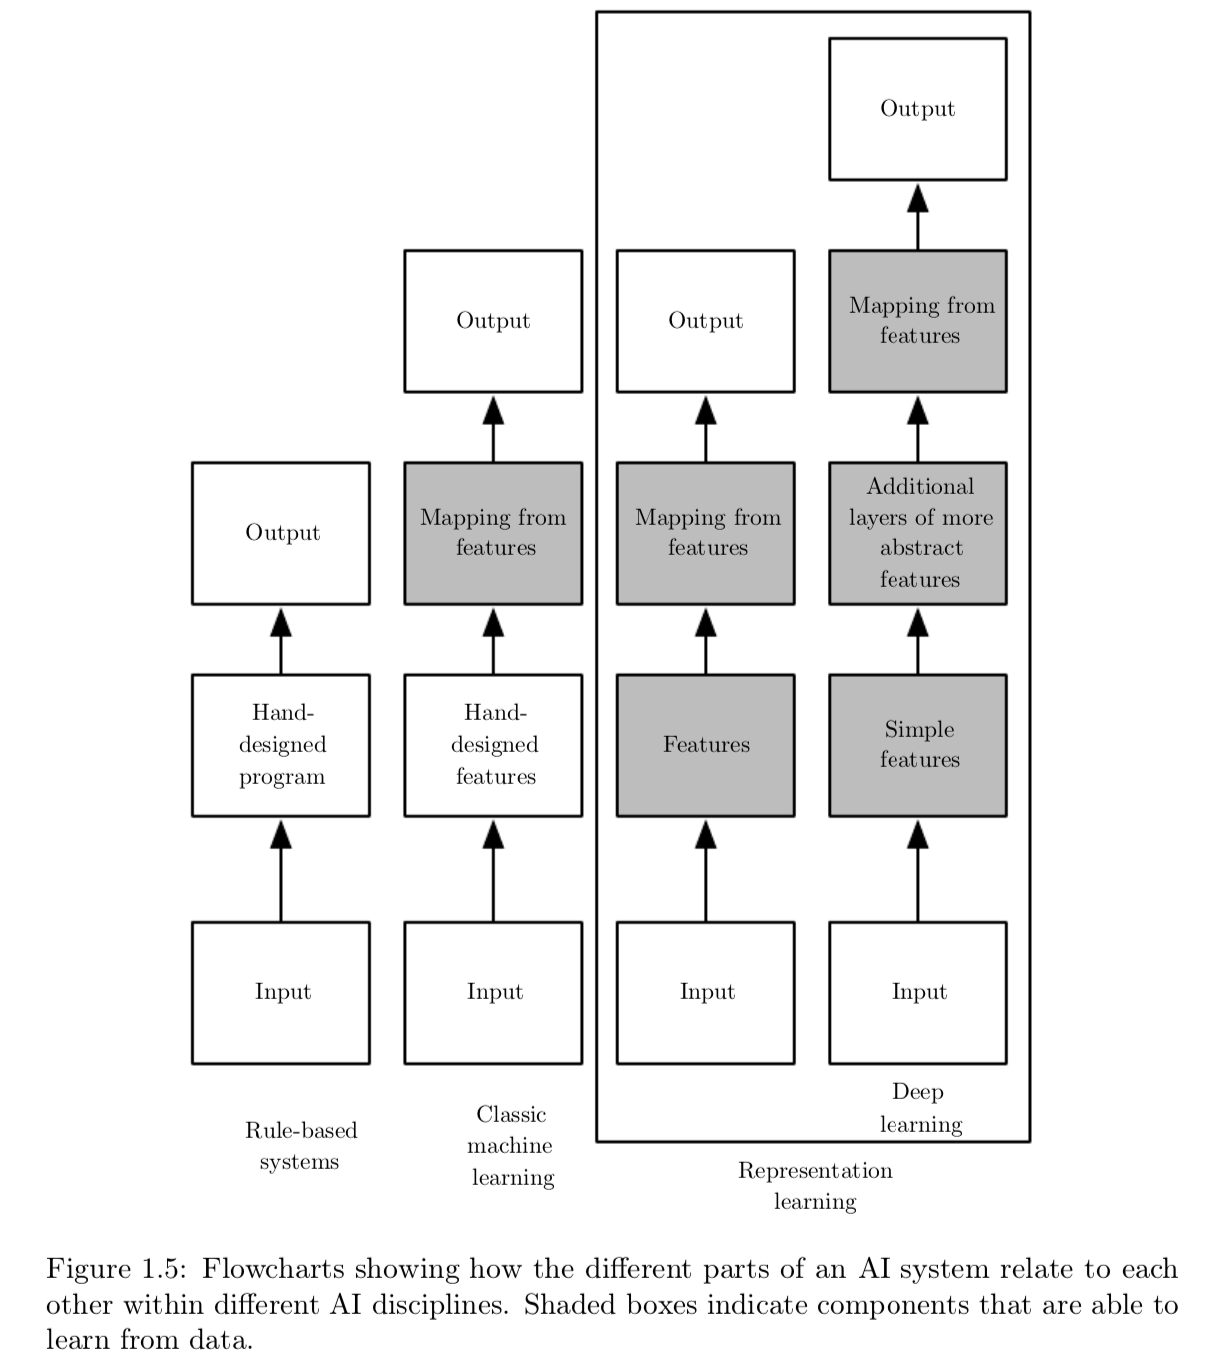 Output
Output
Output
Mapping from
features
Output
Mapping from
features
Mapping from
features
Additional
layers of more
abstract
features
Hand-
designed
program
Hand-
designed
features
Features
Simple
features
Input
Input
Input
Input
Rule-based
systems
Classic
machine
learning
Deep
learning
Representation
learning
Figure 1.5: Flowcharts showing how the different parts of an AI system relate to each
other within different AI disciplines. Shaded boxes indicate components that are able to
learn from data.